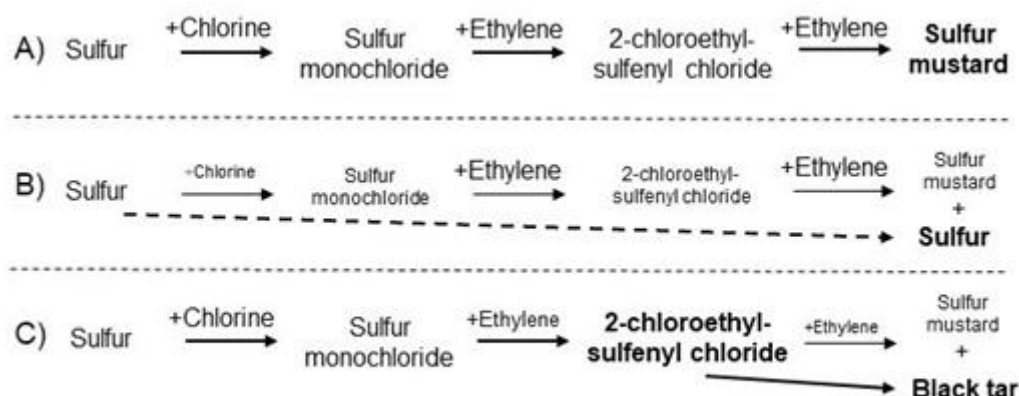 A) Sulfur +Chlorine Sulfur monochloride +Ethylene 2-chloroethyl-sulfenyl chloride +Ethylene Sulfur mustard
B) Sulfur +Chlorine Sulfur monochloride +Ethylene 2-chloroethyl-sulfenyl chloride +Ethylene Sulfur mustard
+
Sulfur
C) Sulfur +Chlorine Sulfur monochloride +Ethylene 2-chloroethyl-sulfenyl chloride +Ethylene Sulfur mustard
+
Black tar